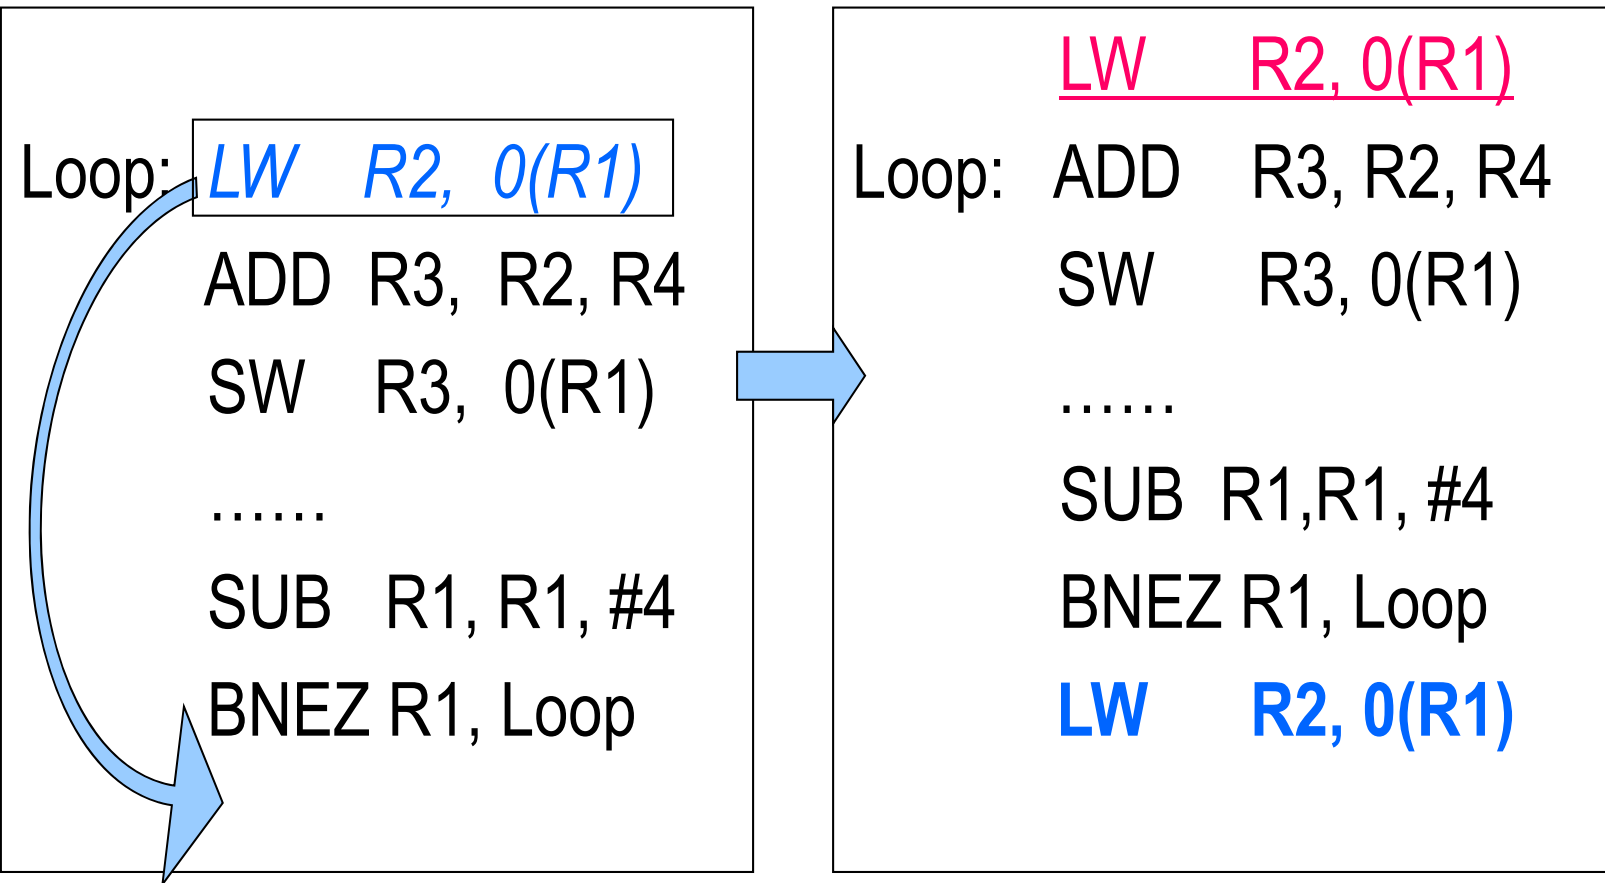 Loop: LW R2, 0(R1)
ADD R3, R2, R4
SW R3, 0(R1)
……
SUB R1, R1, #4
BNEZ R1, Loop
LW R2, 0(R1)
Loop: ADD R3, R2, R4
SW R3, 0(R1)
……
SUB R1,R1, #4
BNEZ R1, Loop
LW R2, 0(R1)